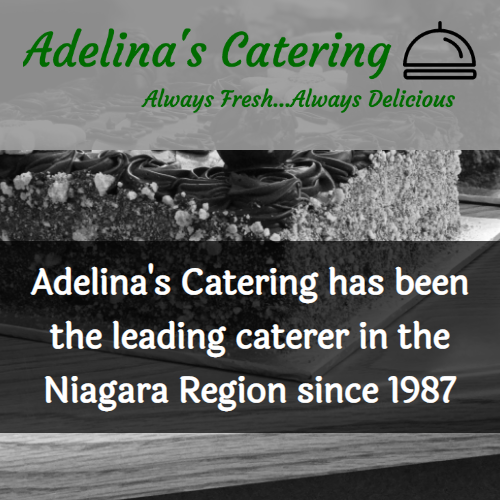 Adelina's Catering
Always Fresh...Always Delicious
Adelina's Catering has been
the leading caterer in the
Niagara Region since 1987